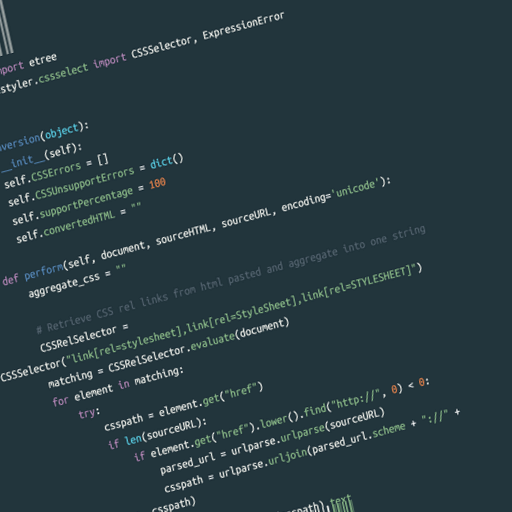 import etree
styler.cssselect import CSSSelector, ExpressionError
version(object):
__init__(self):
self.CSSErrors = []
self.CSSUnsupportErrors = dict()
self.supportPercentage = 100
self.convertedHTML = ""
def perform(self, document, sourceHTML, sourceURL, encoding='unicode'):
aggregate_css = ""
# Retrieve CSS rel links from html pasted and aggregate into one string
CSSRelSelector =
CSSSelector("link[rel=stylesheet],link[rel=StyleSheet],link[rel=STYLESHEET]")
matching = CSSRelSelector.evaluate(document)
for element in matching:
try:
csspath = element.get("href")
if len(sourceURL):
if element.get("href").lower().find("http://", 0) < 0:
parsed_url = urlparse.urlparse(sourceURL)
csspath = urlparse.urljoin(parsed_url.scheme + "://" +
csspath)
text